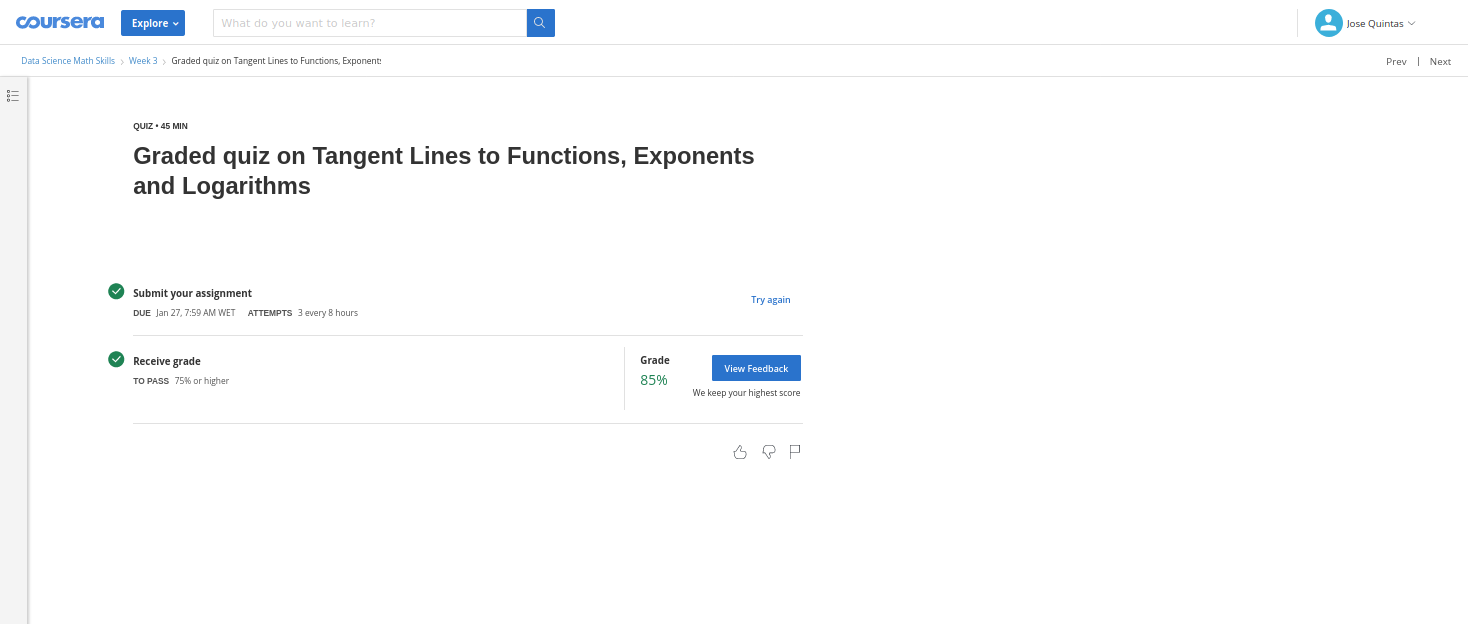 coursera Explore What do you want to learn? Jose Quintas
Data Science Math Skills Week 3 Graded quiz on Tangent Lines to Functions, Exponents Prev | Next
QUIZ • 45 MIN
Graded quiz on Tangent Lines to Functions, Exponents
and Logarithms
Submit your assignment
Try again
DUE Jan 27, 7:59 AM WET ATTEMPTS 3 every 8 hours
Receive grade
TO PASS 75% or higher
Grade
85%
View Feedback
We keep your highest score